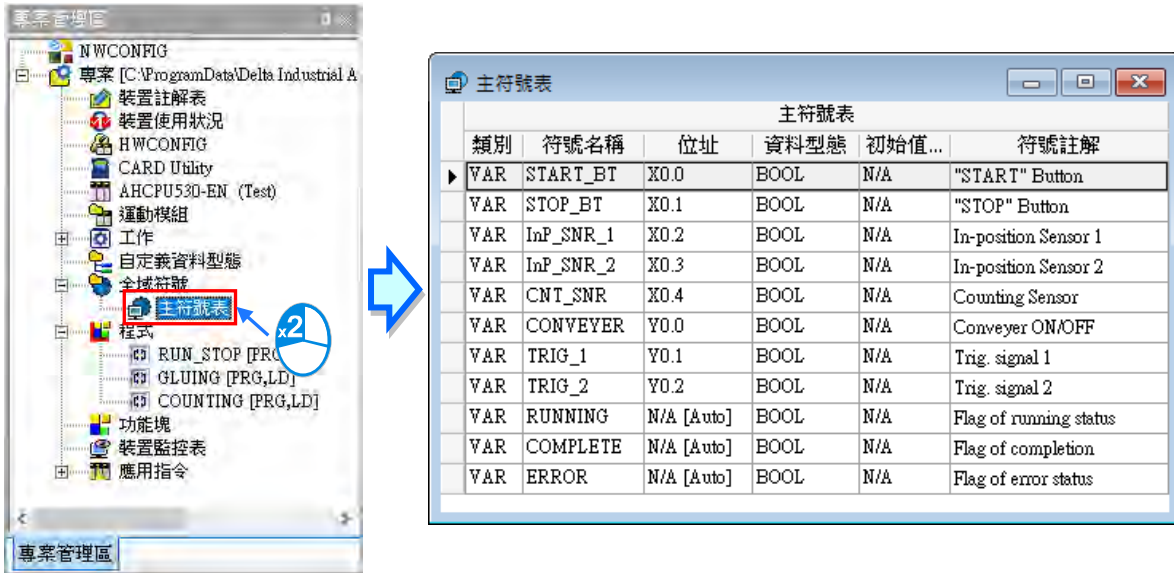 專案管理區
NWCONFIG
專案 [C:\ProgramData\Delta Industrial A
裝置註解表
裝置使用狀況
HWCONFIG
CARD Utility
AHCPU530-EN (Test)
運動模組
工作
自定義資料型態
全域符號
主符號表
程式
RUN_STOP [PRG
GLUING [PRG,LD]
COUNTING [PRG,LD]
功能塊
裝置監控表
應用指令
專案管理區
x2
主符號表
主符號表
類別 符號名稱 位址 資料型態 初始值... 符號註解
VAR START_BT X0.0 BOOL N/A "START" Button
VAR STOP_BT X0.1 BOOL N/A "STOP" Button
VAR InP_SNR_1 X0.2 BOOL N/A In-position Sensor 1
VAR InP_SNR_2 X0.3 BOOL N/A In-position Sensor 2
VAR CNT_SNR X0.4 BOOL N/A Counting Sensor
VAR CONVEYER Y0.0 BOOL N/A Conveyer ON/OFF
VAR TRIG_1 Y0.1 BOOL N/A Trig. signal 1
VAR TRIG_2 Y0.2 BOOL N/A Trig. signal 2
VAR RUNNING N/A [Auto] BOOL N/A Flag of running status
VAR COMPLETE N/A [Auto] BOOL N/A Flag of completion
VAR ERROR N/A [Auto] BOOL N/A Flag of error status